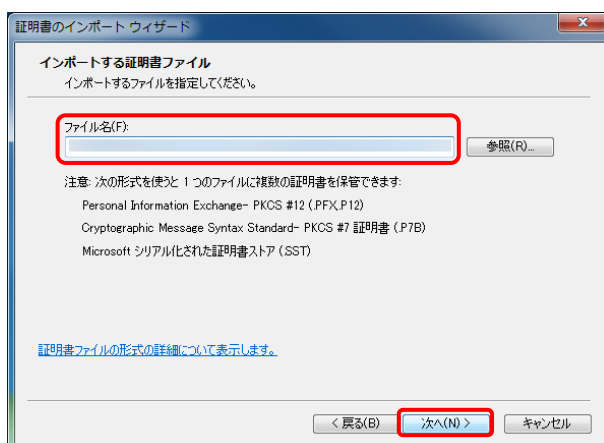 証明書のインポート ウィザード
インポートする証明書ファイル
インポートするファイルを指定してください。
ファイル名(F):
参照(R)...
注意: 次の形式を使うと 1 つのファイルに複数の証明書を保管できます:
Personal Information Exchange- PKCS #12 (.PFX,.P12)
Cryptographic Message Syntax Standard- PKCS #7 証明書 (.P7B)
Microsoft シリアル化された証明書ストア (.SST)
証明書ファイルの形式の詳細について表示します。
< 戻る(B)
次へ(N) >
キャンセル